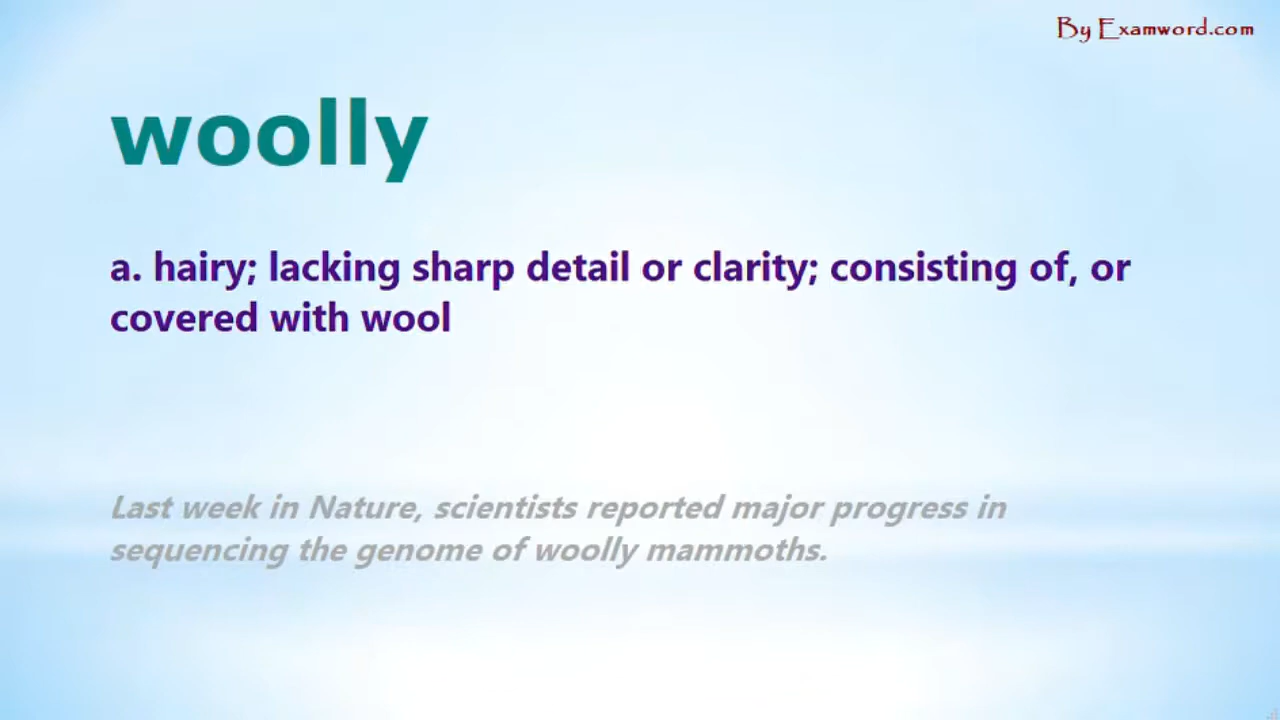 By Examword.com
woolly
a. hairy; lacking sharp detail or clarity; consisting of, or
covered with wool
Last week in Nature, scientists reported major progress in
sequencing the genome of woolly mammoths.